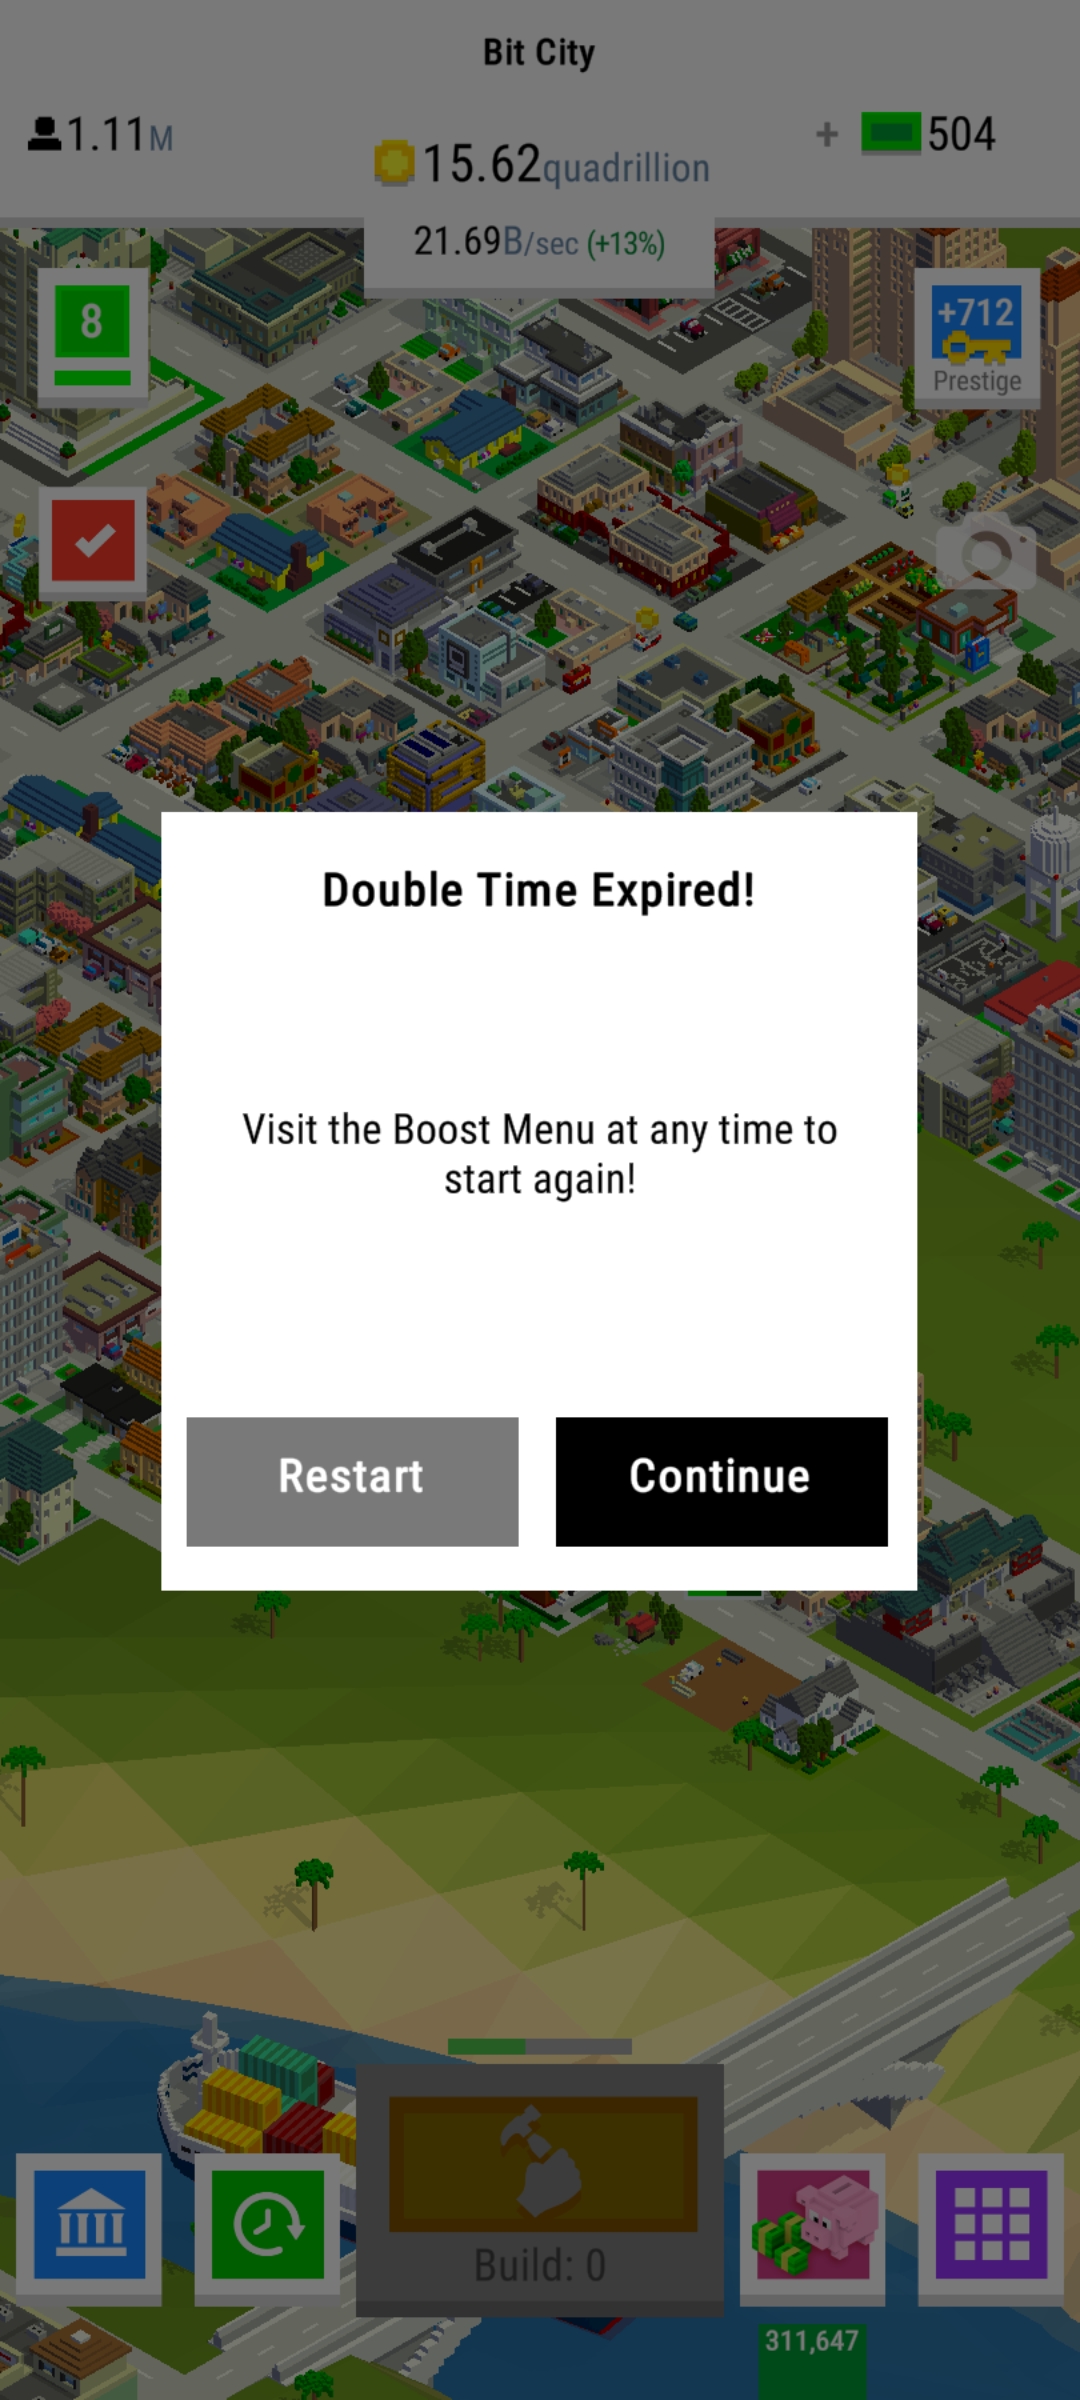 Bit City
1.11M
15.62quadrillion
+ 504
21.69B/sec (+13%)
8
+712
Prestige
Double Time Expired!
Visit the Boost Menu at any time to
start again!
Restart
Continue
Build: 0
311,647